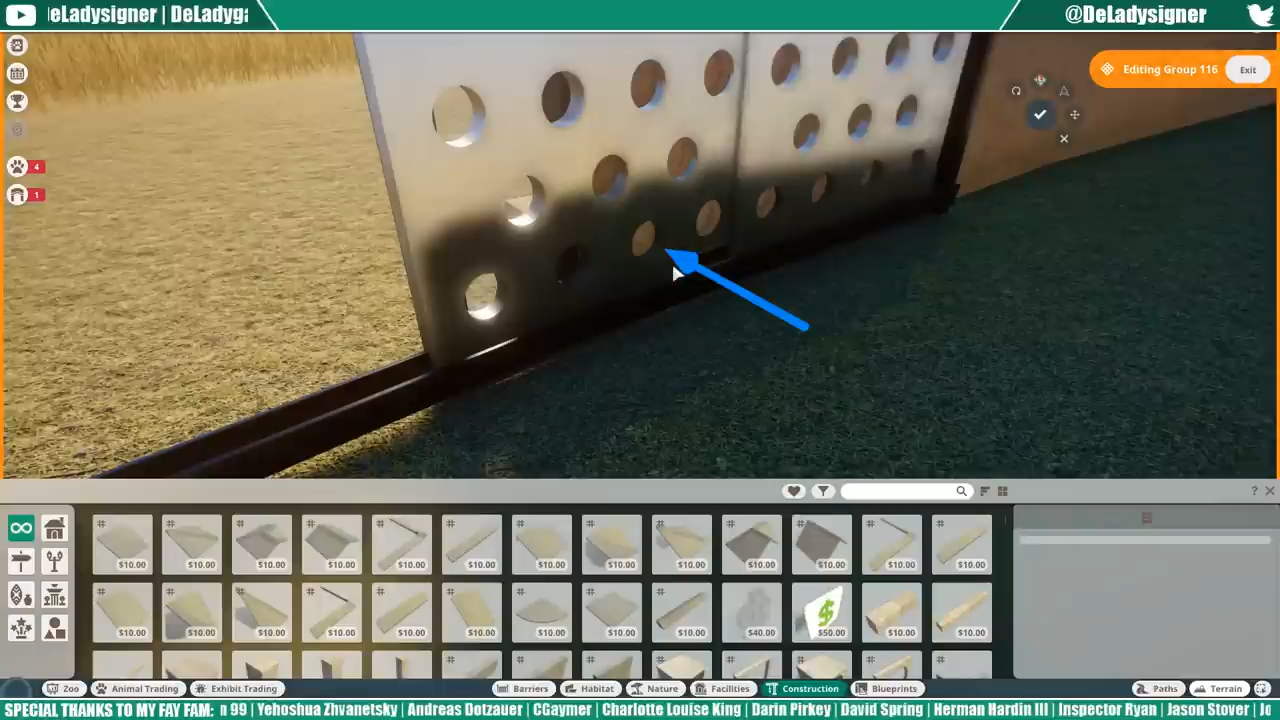 eLadysigner | DeLadyga
@DeLadysigner
Editing Group 116
Exit
4
1
$10.00 $10.00 $10.00 $10.00 $10.00 $10.00 $10.00 $10.00 $10.00 $10.00 $10.00 $10.00 $10.00
$10.00 $10.00 $10.00 $10.00 $10.00 $10.00 $10.00 $10.00 $10.00 $40.00 $50.00 $10.00 $10.00
Zoo Animal Trading Exhibit Trading Barriers Habitat Nature Facilities Construction Blueprints Paths Terrain
SPECIAL THANKS TO MY FAY FAM: n 99 | Yehoshua Zhvanetsky | Andreas Dotzauer | CGaymer | Charlotte Louise King | Darin Pirkey | David Spring | Herman Hardin III | Inspector Ryan | Jason Stover | Jo